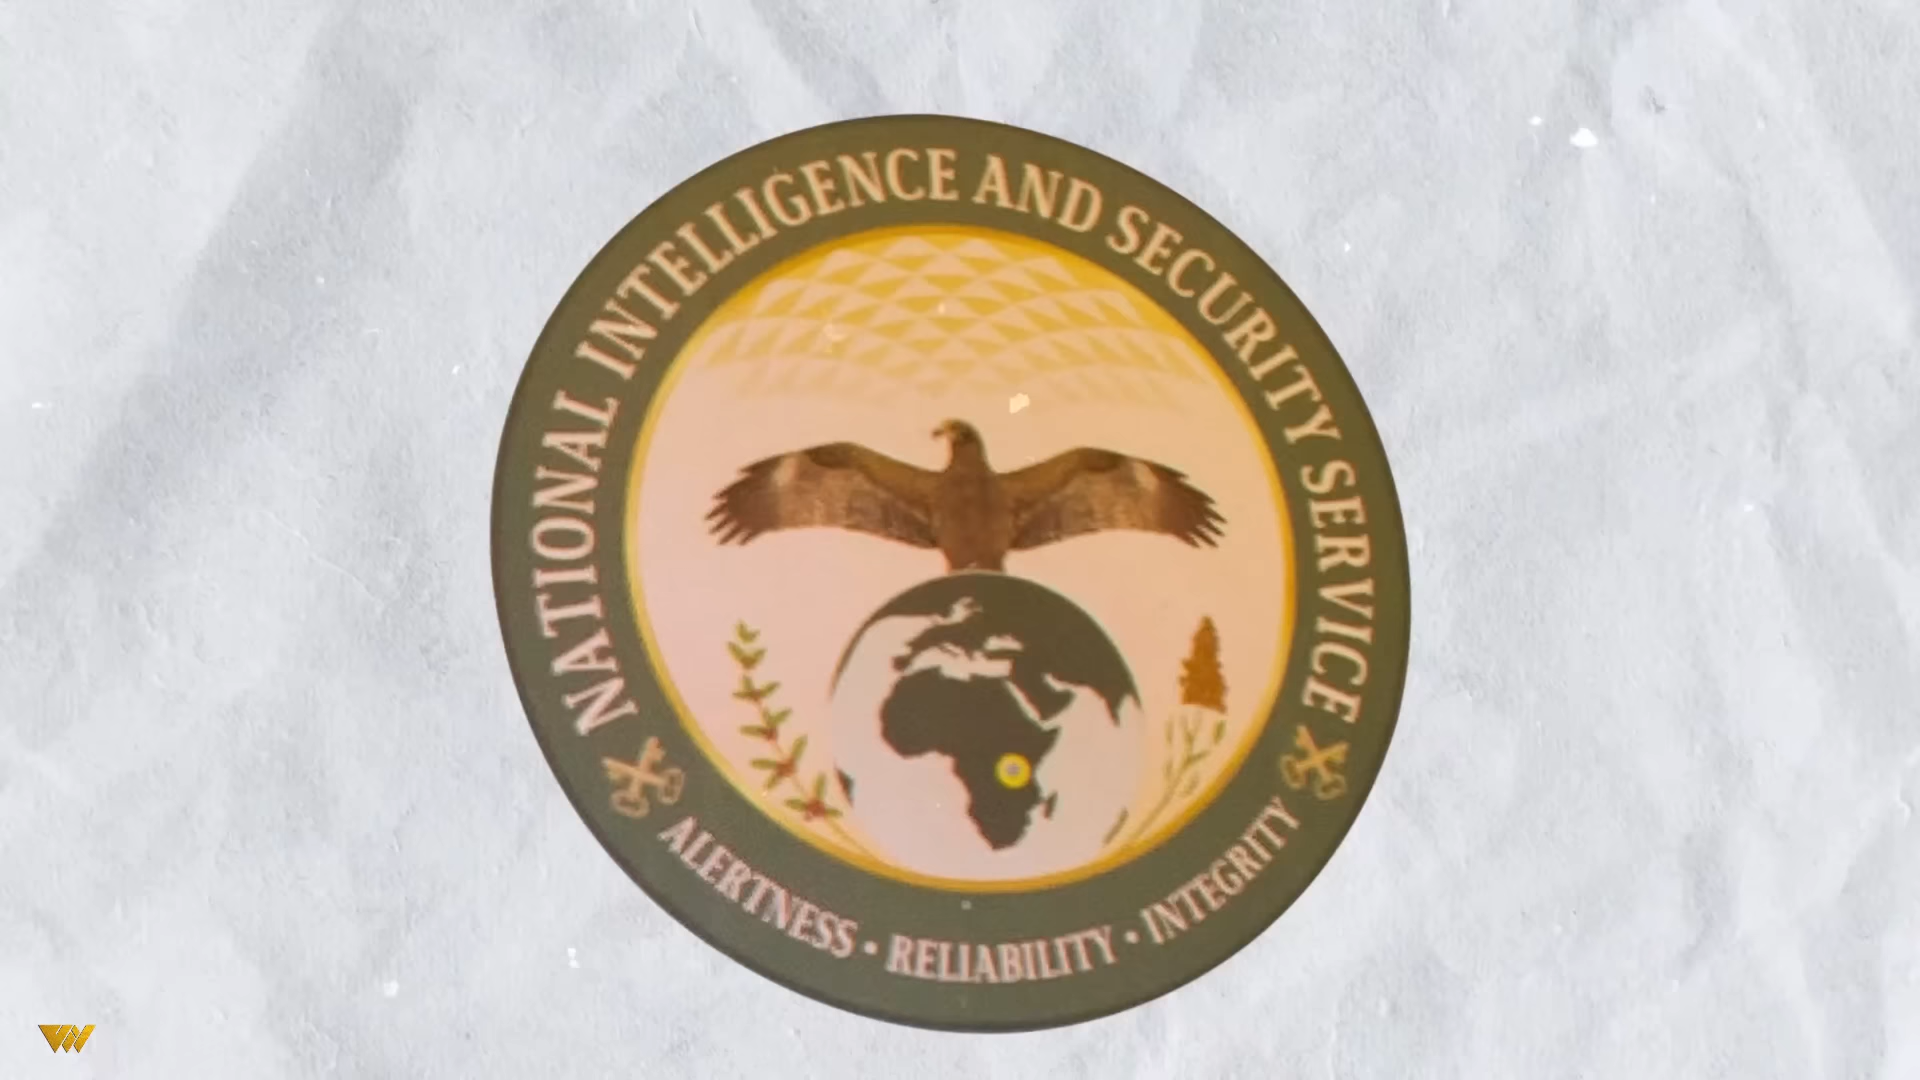 NATIONAL INTELLIGENCE AND SECURITY SERVICE
ALERTNESS • RELIABILITY • INTEGRITY